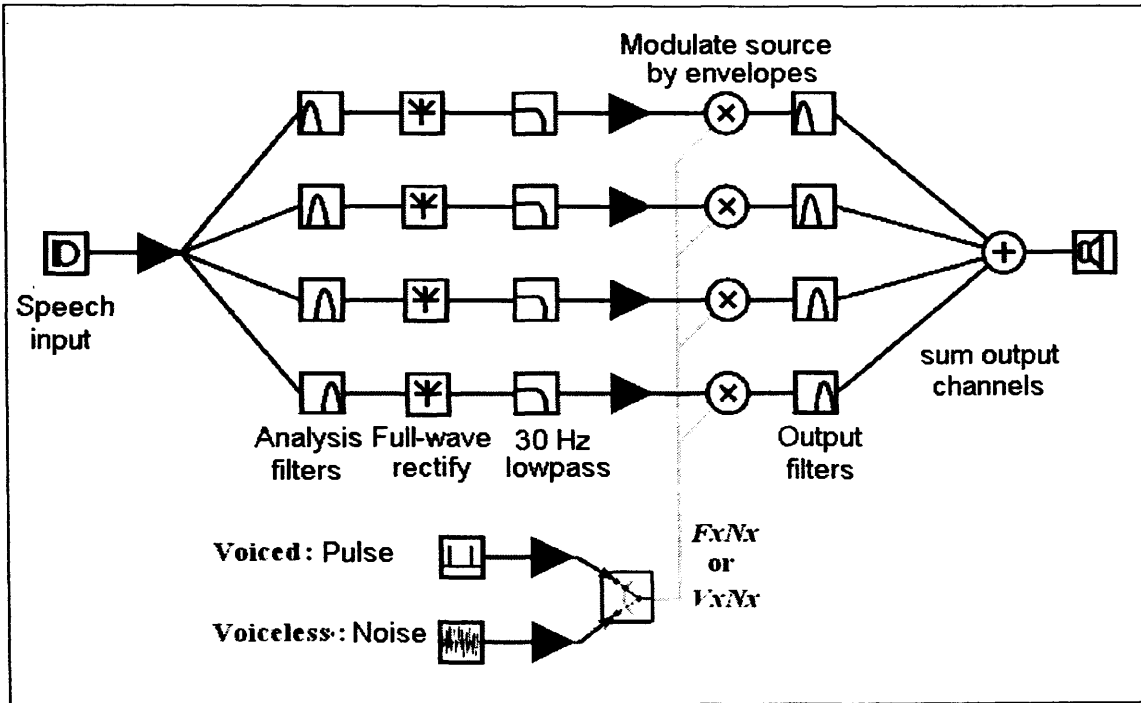 Modulate source
by envelopes
Speech
input
sum output
channels
Analysis
filters
Full-wave
rectify
30 Hz
lowpass
Output
filters
Voiced: Pulse
FxNx
or
VxNx
Voiceless: Noise